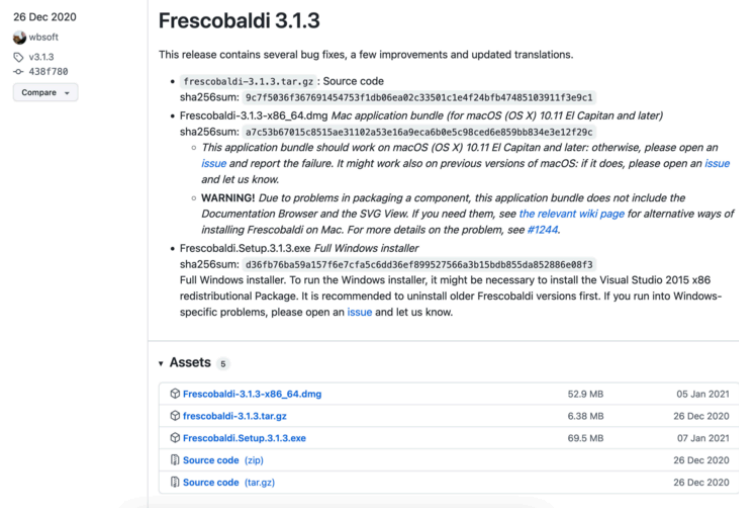 26 Dec 2020
wbsoft
v3.1.3
438f780
Compare
Frescobaldi 3.1.3
This release contains several bug fixes, a few improvements and updated translations.
frescobaldi-3.1.3.tar.gz : Source code
sha256sum: 9c7f5036f367691454753f1db06ea02c33501c1e4f24bfb47485103911f3e9c1
Frescobaldi-3.1.3-x86_64.dmg Mac application bundle (for macOS (OS X) 10.11 El Capitan and later)
sha256sum: a7c53b67015c8515ae31102a53e16a9eca6b0e5c98ced6e859bb834e3e12f29c
This application bundle should work on macOS (OS X) 10.11 El Capitan and later: otherwise, please open an
issue and report the failure. It might work also on previous versions of macOS: if it does, please open an issue
and let us know.
WARNING! Due to problems in packaging a component, this application bundle does not include the
Documentation Browser and the SVG View. If you need them, see the relevant wiki page for alternative ways of
installing Frescobaldi on Mac. For more details on the problem, see #1244.
Frescobaldi.Setup.3.1.3.exe Full Windows installer
sha256sum: d36fb76ba59a157f6e7cfa5c6dd36ef899527566a3b15bdb855da852886e08f3
Full Windows installer. To run the Windows installer, it might be necessary to install the Visual Studio 2015 x86
redistributional Package. It is recommended to uninstall older Frescobaldi versions first. If you run into Windows-
specific problems, please open an issue and let us know.
Assets 5
Frescobaldi-3.1.3-x86_64.dmg 52.9 MB 05 Jan 2021
frescobaldi-3.1.3.tar.gz 6.38 MB 26 Dec 2020
Frescobaldi.Setup.3.1.3.exe 69.5 MB 07 Jan 2021
Source code (zip) 26 Dec 2020
Source code (tar.gz) 26 Dec 2020